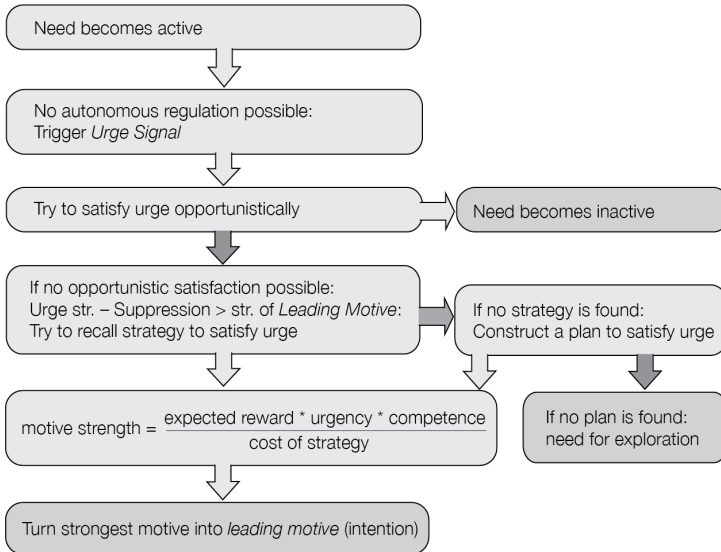 Need becomes active
No autonomous regulation possible:
Trigger Urge Signal
Try to satisfy urge opportunistically
Need becomes inactive
If no opportunistic satisfaction possible:
Urge str. – Suppression > str. of Leading Motive:
Try to recall strategy to satisfy urge
If no strategy is found:
Construct a plan to satisfy urge
motive strength = expected reward * urgency * competence
cost of strategy
If no plan is found:
need for exploration
Turn strongest motive into leading motive (intention)